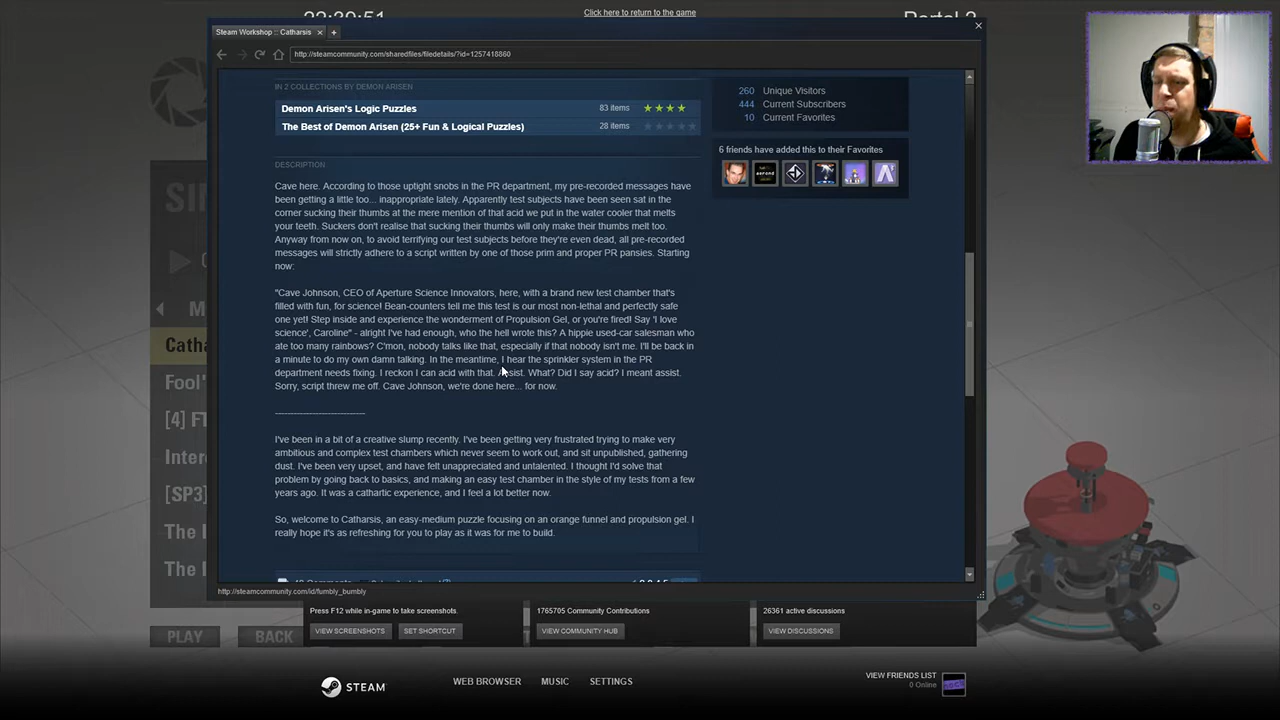 22:39:51
Click here to return to the game
Portal 2
Steam Workshop :: Catharsis
http://steamcommunity.com/sharedfiles/filedetails/?id=1257418860
IN 2 COLLECTIONS BY DEMON ARISEN
Demon Arisen's Logic Puzzles 83 items
The Best of Demon Arisen (25+ Fun & Logical Puzzles) 28 items
260 Unique Visitors
444 Current Subscribers
10 Current Favorites
6 friends have added this to their Favorites
DESCRIPTION
Cave here. According to those uptight snobs in the PR department, my pre-recorded messages have
been getting a little too... inappropriate lately. Apparently test subjects have been seen sat in the
corner sucking their thumbs at the mere mention of that acid we put in the water cooler that melts
your teeth. Suckers don't realise that sucking their thumbs will only make their thumbs melt too.
Anyway from now on, to avoid terrifying our test subjects before they're even dead, all pre-recorded
messages will strictly adhere to a script written by one of those prim and proper PR pansies. Starting
now:
"Cave Johnson, CEO of Aperture Science Innovators, here, with a brand new test chamber that's
filled with fun, for science! Bean-counters tell me this test is our most non-lethal and perfectly safe
one yet! Step inside and experience the wonderment of Propulsion Gel, or you're fired! Say 'I love
science', Caroline" - alright I've had enough, who the hell wrote this? A hippie used-car salesman who
ate too many rainbows? C'mon, nobody talks like that, especially if that nobody isn't me. I'll be back in
a minute to do my own damn talking. In the meantime, I hear the sprinkler system in the PR
department needs fixing. I reckon I can acid with that. Assist. What? Did I say acid? I meant assist.
Sorry, script threw me off. Cave Johnson, we're done here... for now.
------------------------------
I've been in a bit of a creative slump recently. I've been getting very frustrated trying to make very
ambitious and complex test chambers which never seem to work out, and sit unpublished, gathering
dust. I've been very upset, and have felt unappreciated and untalented. I thought I'd solve that
problem by going back to basics, and making an easy test chamber in the style of my tests from a few
years ago. It was a cathartic experience, and I feel a lot better now.
So, welcome to Catharsis, an easy-medium puzzle focusing on an orange funnel and propulsion gel. I
really hope it's as refreshing for you to play as it was for me to build.
http://steamcommunity.com/id/fumbly_bumbly
SI
M
Catha
Fool'
[4] FT
Inter
[SP3]
The I
The I
PLAY
BACK
Press F12 while in-game to take screenshots.
VIEW SCREENSHOTS
SET SHORTCUT
1765705 Community Contributions
VIEW COMMUNITY HUB
26361 active discussions
VIEW DISCUSSIONS
STEAM
WEB BROWSER
MUSIC
SETTINGS
VIEW FRIENDS LIST
0 Online